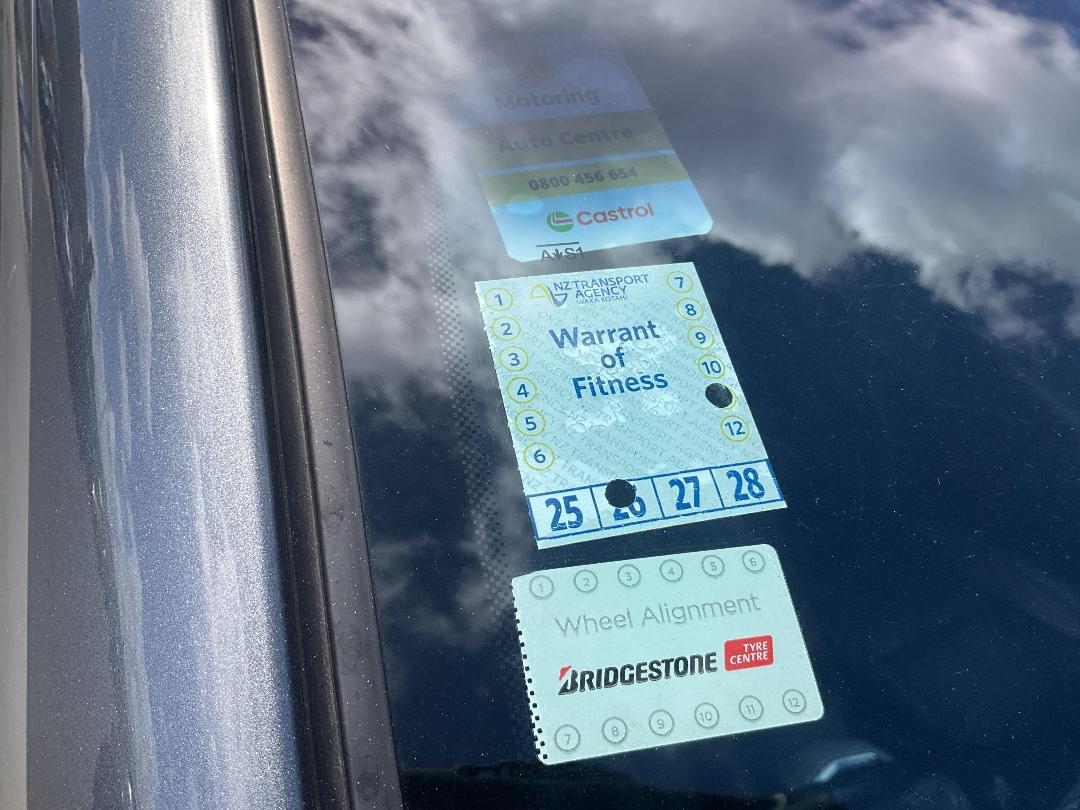 Motoring
Auto Centre
0800 456 654
Castrol
NZ TRANSPORT
AGENCY
WAKA KOTAHI
Warrant
of
Fitness
1
2
3
4
5
6
7
8
9
10
12
25 26 27 28
1 2 3 4 5 6
Wheel Alignment
BRIDGESTONE
TYRE
CENTRE
7 8 9 10 11 12